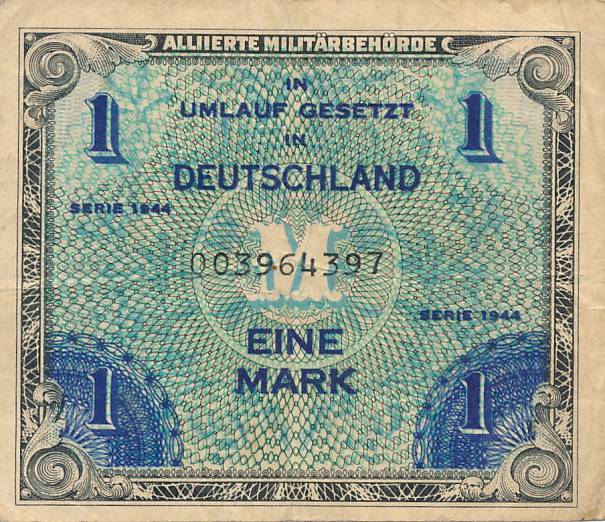 ALLIIERTE MILITÄRBEHÖRDE
1 1
IN
UMLAUF GESETZT
IN
DEUTSCHLAND
SERIE 1944
M
003964397
SERIE 1944
EINE
MARK
1 1